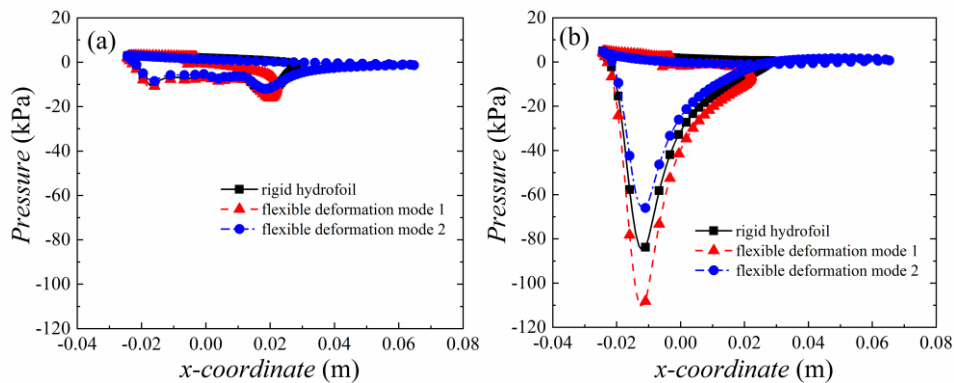 (a)
20
0
-20
-40
-60
-80
-100
-120
Pressure (kPa)
rigid hydrofoil
flexible deformation mode 1
flexible deformation mode 2
-0.04 -0.02 0.00 0.02 0.04 0.06 0.08
x-coordinate (m)
(b)
20
0
-20
-40
-60
-80
-100
-120
Pressure (kPa)
rigid hydrofoil
flexible deformation mode 1
flexible deformation mode 2
-0.04 -0.02 0.00 0.02 0.04 0.06 0.08
x-coordinate (m)